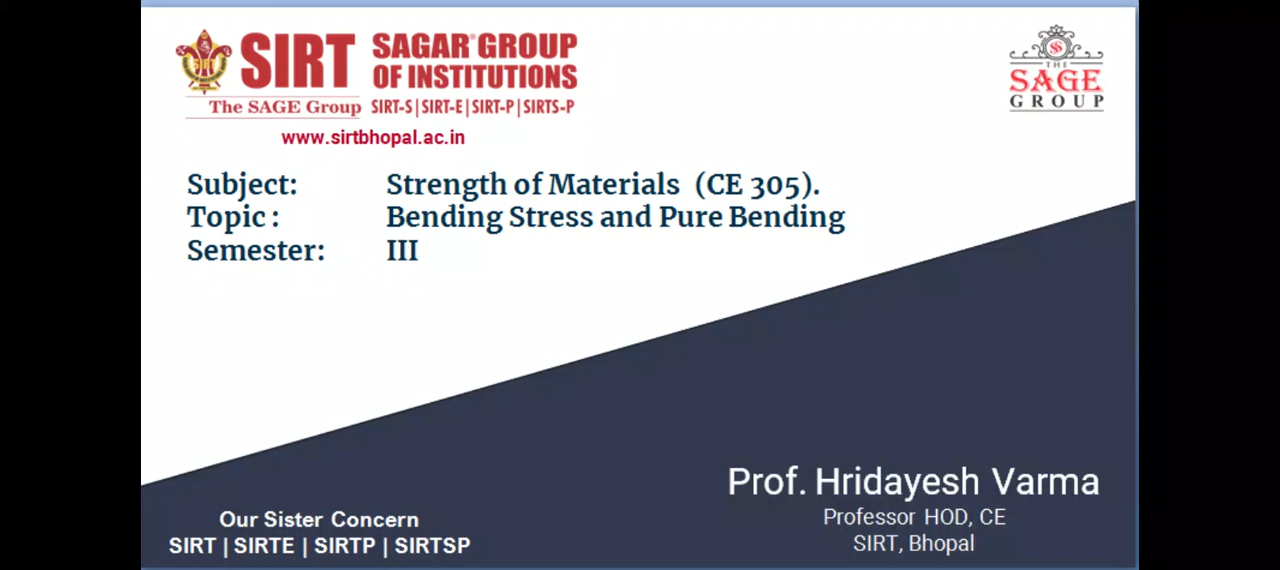 SIRT
SAGAR GROUP
OF INSTITUTIONS
The SAGE Group
SIRT-S | SIRT-E | SIRT-P | SIRTS-P
www.sirtbhopal.ac.in
THE
SAGE
GROUP
Subject: Strength of Materials (CE 305).
Topic : Bending Stress and Pure Bending
Semester: III
Prof. Hridayesh Varma
Professor HOD, CE
SIRT, Bhopal
Our Sister Concern
SIRT | SIRTE | SIRTP | SIRTSP